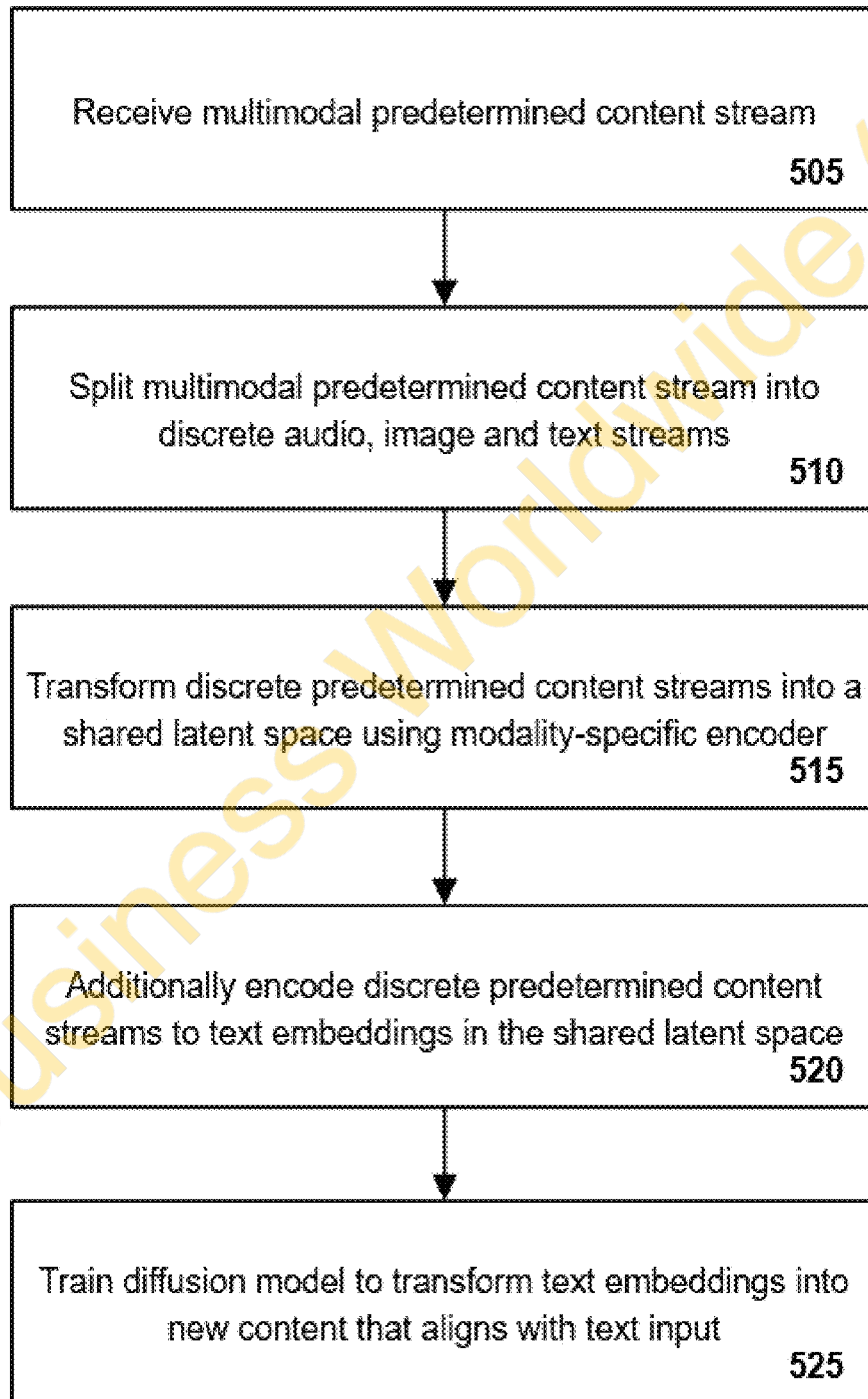 Receive multimodal predetermined content stream
505
Split multimodal predetermined content stream into
discrete audio, image and text streams
510
Transform discrete predetermined content streams into a
shared latent space using modality-specific encoder
515
Additionally encode discrete predetermined content
streams to text embeddings in the shared latent space
520
Train diffusion model to transform text embeddings into
new content that aligns with text input
525
usiness Worldwide